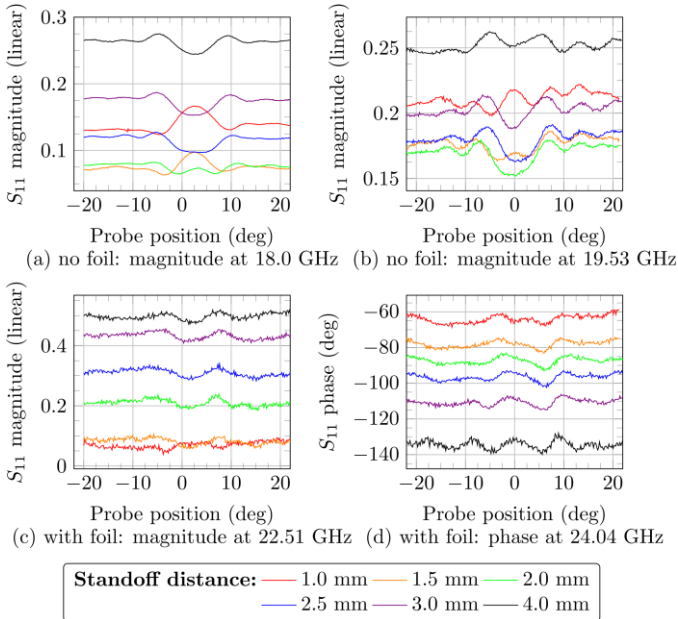 0.3
0.2
0.1
S11 magnitude (linear)
−20 −10 0 10 20
Probe position (deg)
(a) no foil: magnitude at 18.0 GHz
0.25
0.2
0.15
S11 magnitude (linear)
−20 −10 0 10 20
Probe position (deg)
(b) no foil: magnitude at 19.53 GHz
0.4
0.2
0
S11 magnitude (linear)
−20 −10 0 10 20
Probe position (deg)
(c) with foil: magnitude at 22.51 GHz
−60
−80
−100
−120
−140
S11 phase (deg)
−20 −10 0 10 20
Probe position (deg)
(d) with foil: phase at 24.04 GHz
Standoff distance: 1.0 mm 1.5 mm 2.0 mm
2.5 mm 3.0 mm 4.0 mm